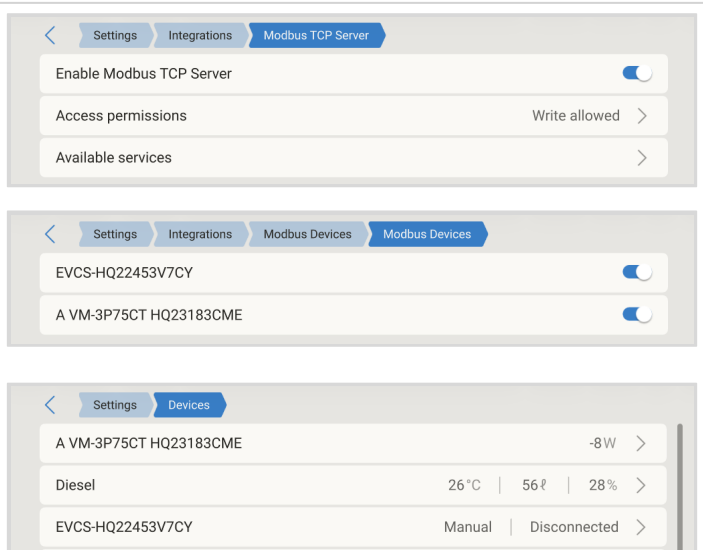 Settings Integrations Modbus TCP Server
Enable Modbus TCP Server
Access permissions Write allowed
Available services
Settings Integrations Modbus Devices Modbus Devices
EVCS-HQ22453V7CY
A VM-3P75CT HQ23183CME
Settings Devices
A VM-3P75CT HQ23183CME -8W
Diesel 26°C 56ℓ 28%
EVCS-HQ22453V7CY Manual Disconnected